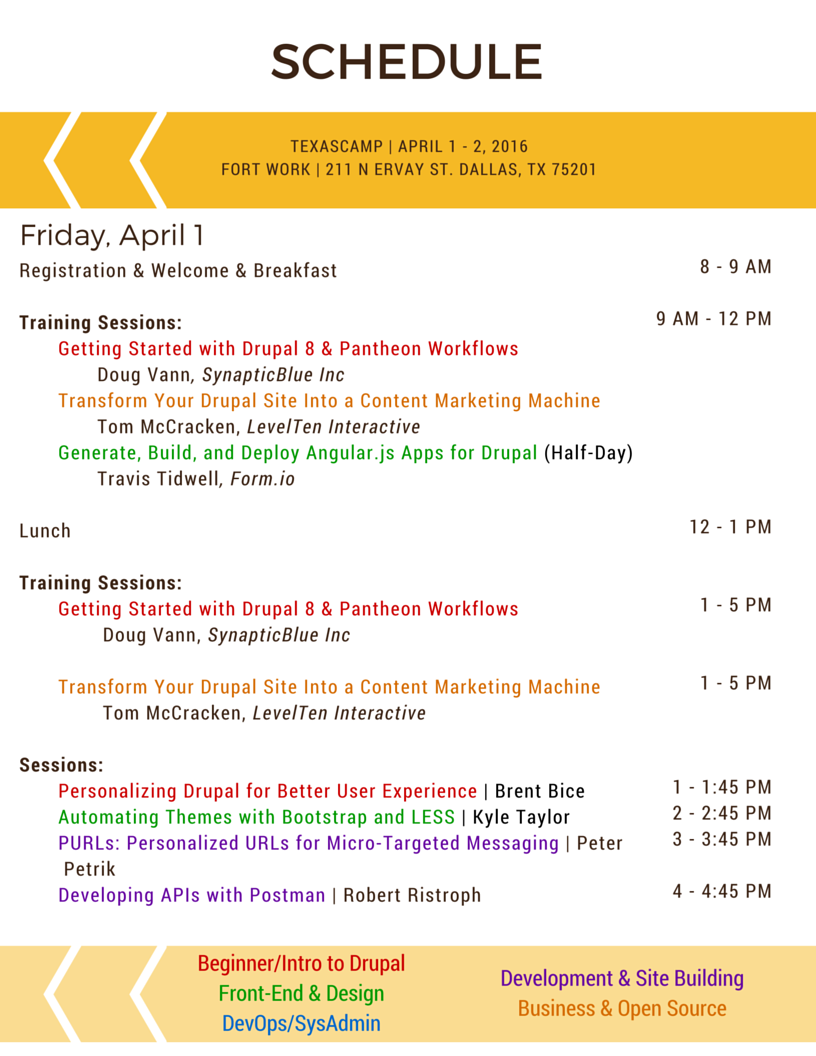 SCHEDULE
TEXASCAMP | APRIL 1 - 2, 2016
FORT WORK | 211 N ERVAY ST. DALLAS, TX 75201
Friday, April 1
Registration & Welcome & Breakfast 8 - 9 AM
Training Sessions: 9 AM - 12 PM
Getting Started with Drupal 8 & Pantheon Workflows
Doug Vann, SynapticBlue Inc
Transform Your Drupal Site Into a Content Marketing Machine
Tom McCracken, LevelTen Interactive
Generate, Build, and Deploy Angular.js Apps for Drupal (Half-Day)
Travis Tidwell, Form.io
Lunch 12 - 1 PM
Training Sessions:
Getting Started with Drupal 8 & Pantheon Workflows 1 - 5 PM
Doug Vann, SynapticBlue Inc
Transform Your Drupal Site Into a Content Marketing Machine 1 - 5 PM
Tom McCracken, LevelTen Interactive
Sessions:
Personalizing Drupal for Better User Experience | Brent Bice 1 - 1:45 PM
Automating Themes with Bootstrap and LESS | Kyle Taylor 2 - 2:45 PM
PURLs: Personalized URLs for Micro-Targeted Messaging | Peter 3 - 3:45 PM
Petrik
Developing APIs with Postman | Robert Ristroph 4 - 4:45 PM
Beginner/Intro to Drupal
Front-End & Design
DevOps/SysAdmin
Development & Site Building
Business & Open Source